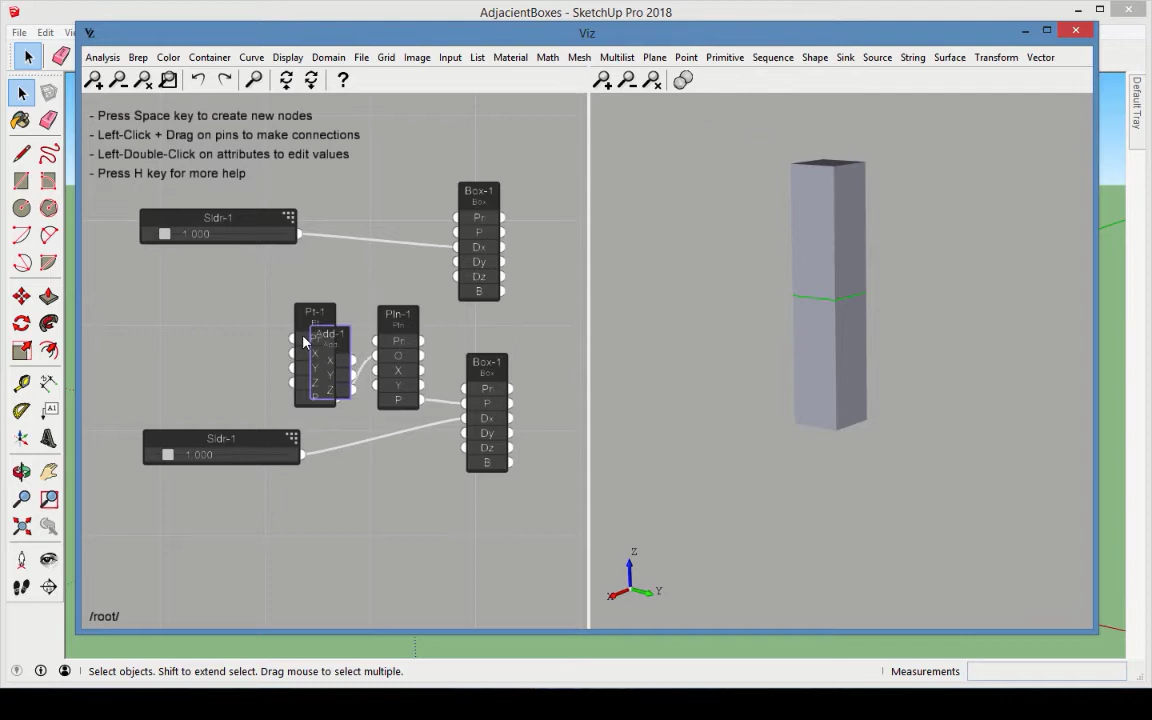 AdjacientBoxes - SketchUp Pro 2018
File Edit
Viz
Analysis Brep Color Container Curve Display Domain File Grid Image Input List Material Math Mesh Multilist Plane Point Primitive Sequence Shape Sink Source String Surface Transform Vector
- Press Space key to create new nodes
- Left-Click + Drag on pins to make connections
- Left-Double-Click on attributes to edit values
- Press H key for more help
Default Tray
Box-1
Box
Pr
P
Dx
Dy
Dz
B
Sldr-1
1.000
Pt-1
Pt
X
Y
Z
Add-1
X
Y
Z
Pln-1
Pln
Pr
O
X
Y
P
Box-1
Box
Pr
P
Dx
Dy
Dz
B
Sldr-1
1.000
A1
Z
X
Y
/root/
Select objects. Shift to extend select. Drag mouse to select multiple.
Measurements